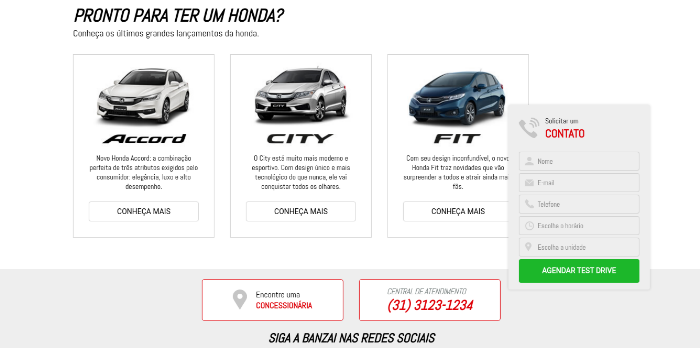 PRONTO PARA TER UM HONDA?
Conheça os últimos grandes lançamentos da honda.
Accord
Novo Honda Accord: a combinação
perfeita de três atributos exigidos pelo
consumidor: elegância, luxo e alto
desempenho.
CONHEÇA MAIS
CITY
O City está muito mais moderno e
esportivo. Com design único e mais
tecnológico do que nunca, ele vai
conquistar todos os olhares.
CONHEÇA MAIS
FIT
Com seu design inconfundível, o novo
Honda Fit traz novidades que vão
surpreender a todos e atrair ainda mais
fãs.
CONHEÇA MAIS
Solicitar um
CONTATO
Nome
E-mail
Telefone
Escolha o horário
Escolha a unidade
AGENDAR TEST DRIVE
Encontre uma
CONCESSIONÁRIA
CENTRAL DE ATENDIMENTO
(31) 3123-1234
SIGA A BANZAI NAS REDES SOCIAIS